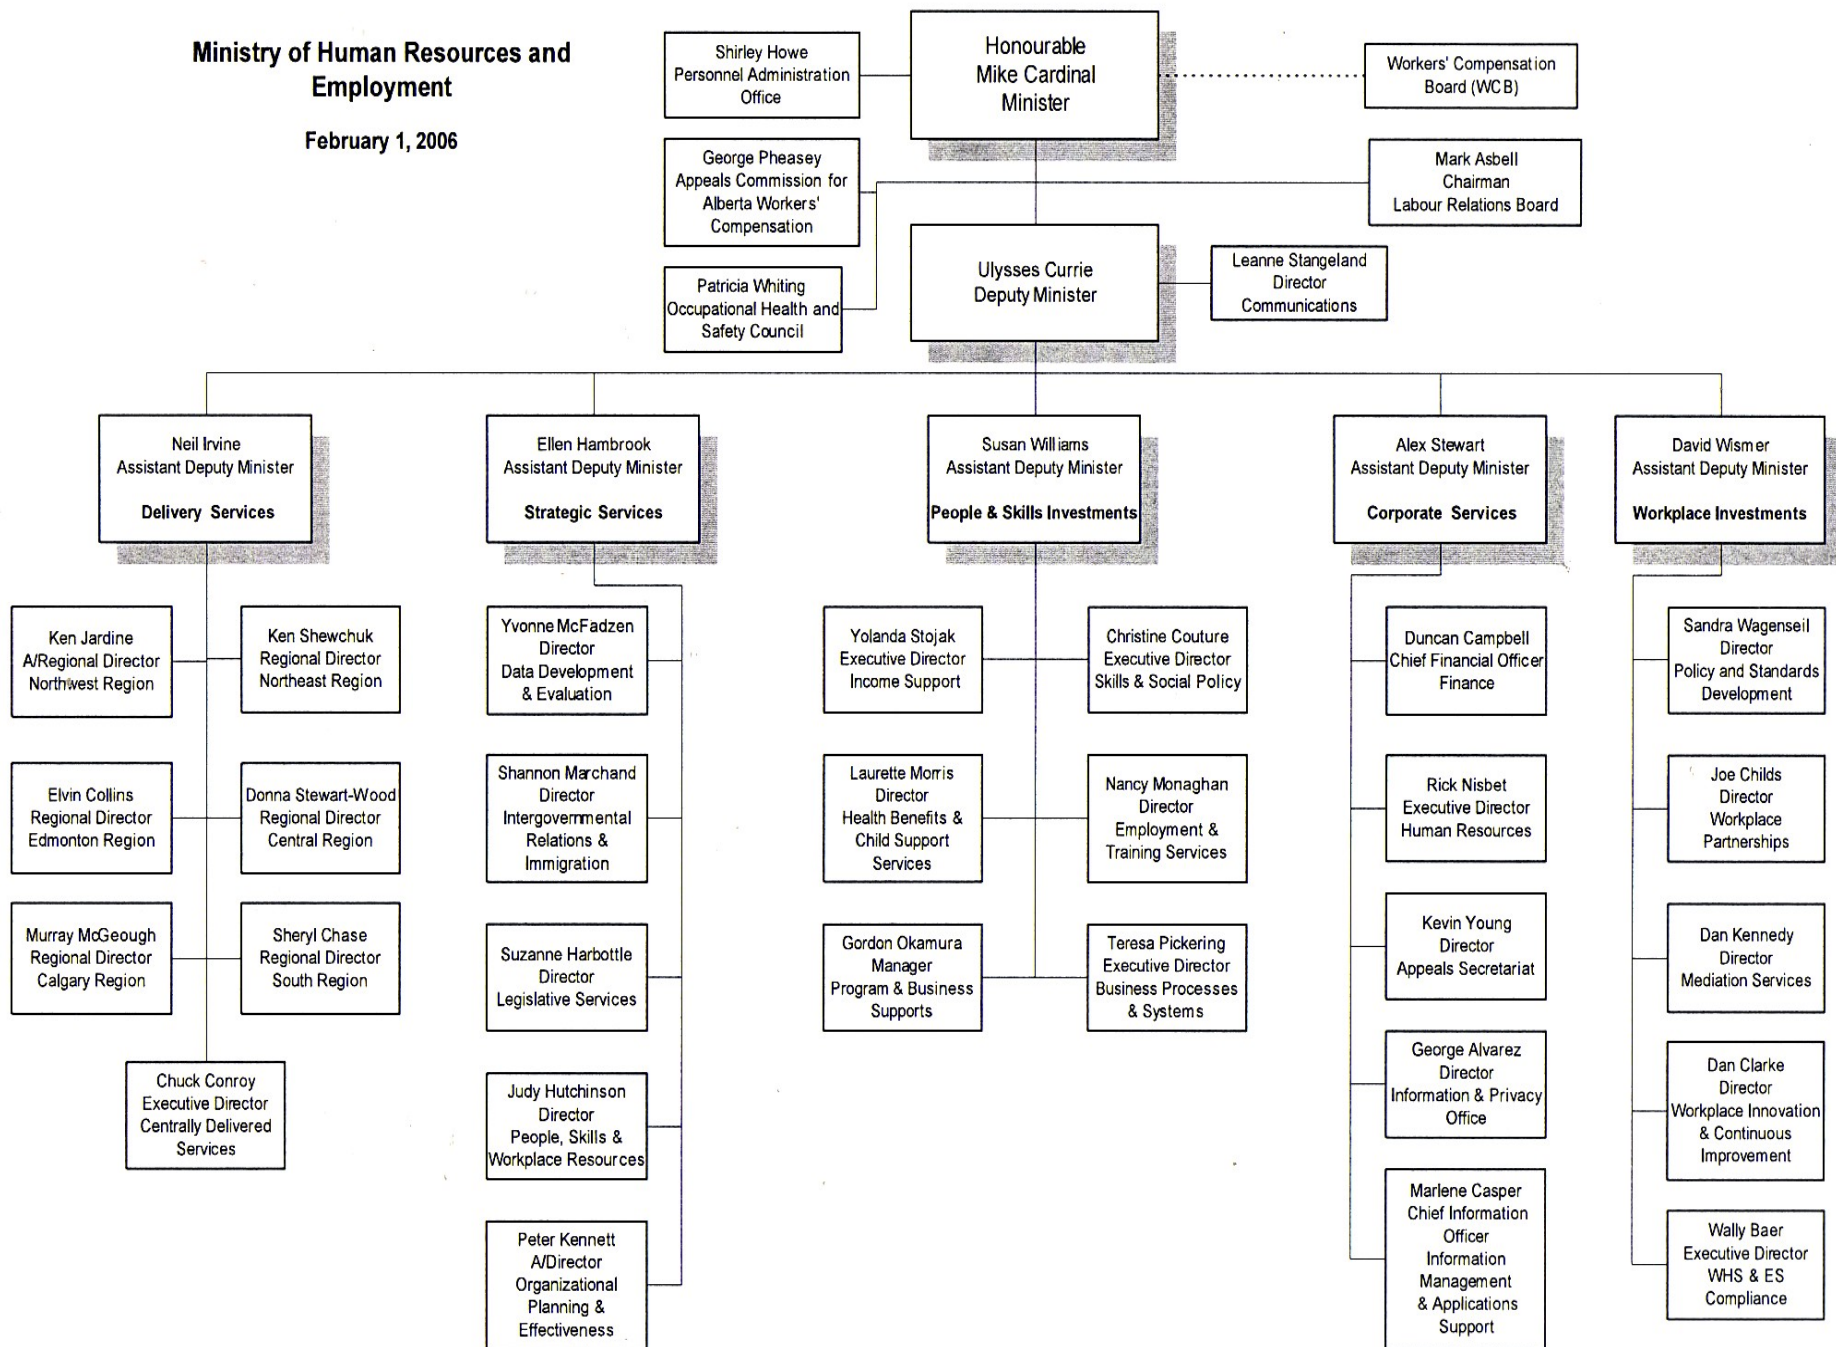 Ministry of Human Resources and
Employment
February 1, 2006
Shirley Howe
Personnel Administration
Office
Honourable
Mike Cardinal
Minister
Workers' Compensation
Board (WCB)
George Pheasey
Appeals Commission for
Alberta Workers'
Compensation
Mark Asbell
Chairman
Labour Relations Board
Patricia Whiting
Occupational Health and
Safety Council
Ulysses Currie
Deputy Minister
Leanne Stangeland
Director
Communications
Neil Irvine
Assistant Deputy Minister
Delivery Services
Ellen Hambrook
Assistant Deputy Minister
Strategic Services
Susan Williams
Assistant Deputy Minister
People & Skills Investments
Alex Stewart
Assistant Deputy Minister
Corporate Services
David Wismer
Assistant Deputy Minister
Workplace Investments
Ken Jardine
A/Regional Director
Northwest Region
Ken Shewchuk
Regional Director
Northeast Region
Elvin Collins
Regional Director
Edmonton Region
Donna Stewart-Wood
Regional Director
Central Region
Murray McGeough
Regional Director
Calgary Region
Sheryl Chase
Regional Director
South Region
Chuck Conroy
Executive Director
Centrally Delivered
Services
Yvonne McFadzen
Director
Data Development
& Evaluation
Shannon Marchand
Director
Intergovernmental
Relations &
Immigration
Suzanne Harbottle
Director
Legislative Services
Judy Hutchinson
Director
People, Skills &
Workplace Resources
Peter Kennett
A/Director
Organizational
Planning &
Effectiveness
Yolanda Stojak
Executive Director
Income Support
Christine Couture
Executive Director
Skills & Social Policy
Laurette Morris
Director
Health Benefits &
Child Support
Services
Nancy Monaghan
Director
Employment &
Training Services
Gordon Okamura
Manager
Program & Business
Supports
Teresa Pickering
Executive Director
Business Processes
& Systems
Duncan Campbell
Chief Financial Officer
Finance
Rick Nisbet
Executive Director
Human Resources
Kevin Young
Director
Appeals Secretariat
George Alvarez
Director
Information & Privacy
Office
Marlene Casper
Chief Information
Officer
Information
Management
& Applications
Support
Sandra Wagenseil
Director
Policy and Standards
Development
Joe Childs
Director
Workplace
Partnerships
Dan Kennedy
Director
Mediation Services
Dan Clarke
Director
Workplace Innovation
& Continuous
Improvement
Wally Baer
Executive Director
WHS & ES
Compliance